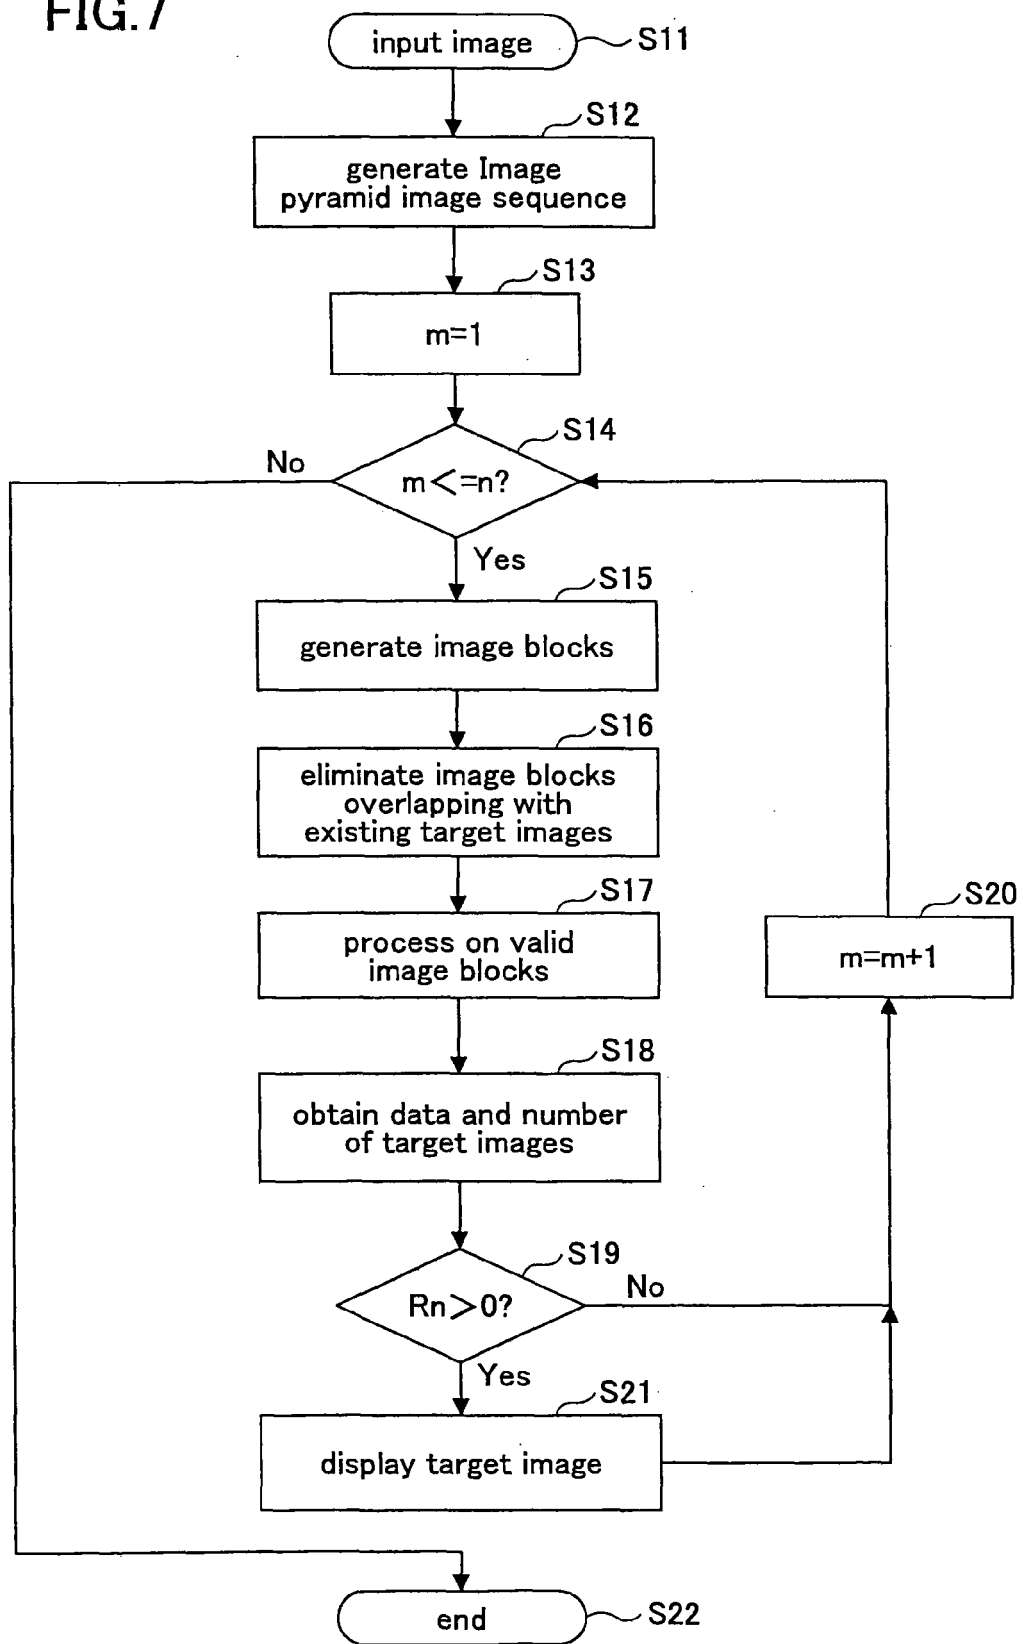 FIG.7
input image
S11
S12
generate Image
pyramid image sequence
S13
m=1
S14
No
m<=n?
Yes
S15
generate image blocks
S16
eliminate image blocks
overlapping with
existing target images
S17
process on valid
image blocks
S20
m=m+1
S18
obtain data and number
of target images
S19
Rn>0?
No
Yes
S21
display target image
end
S22